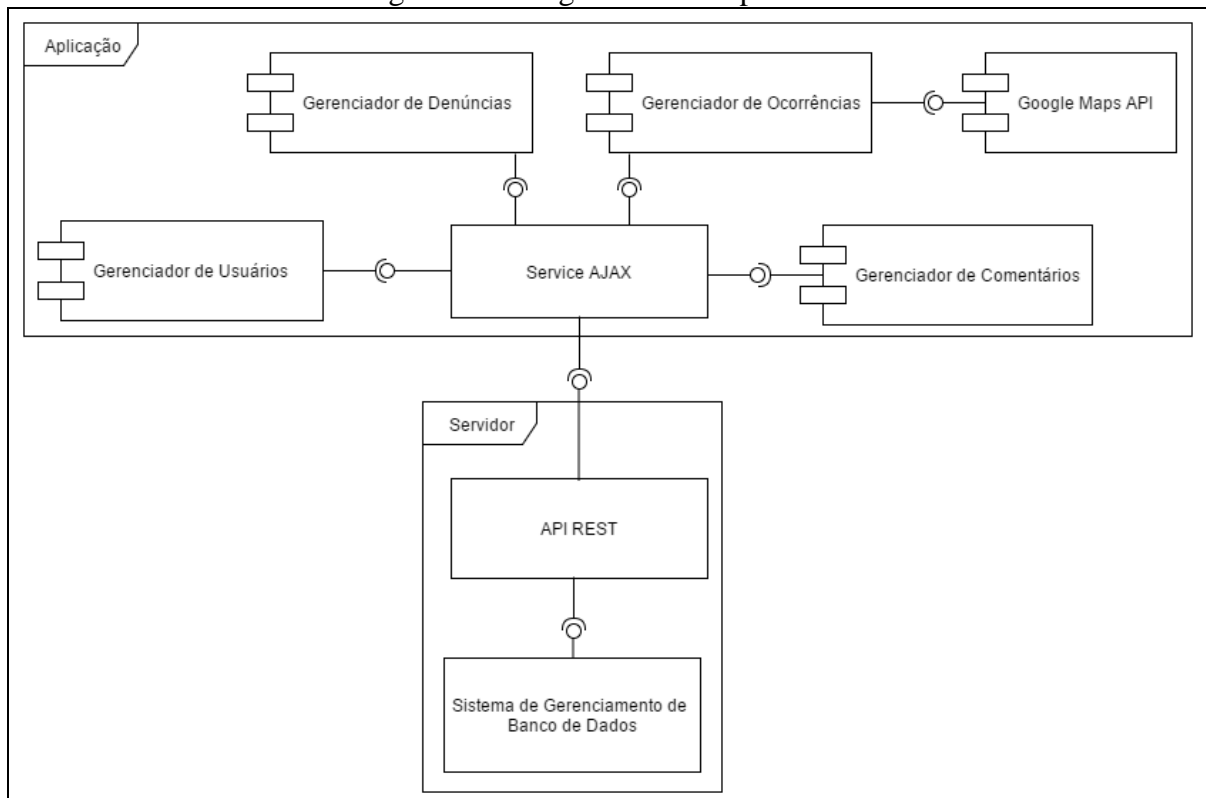 Aplicação
Gerenciador de Denúncias
Gerenciador de Ocorrências
Google Maps API
Gerenciador de Usuários
Service AJAX
Gerenciador de Comentários
Servidor
API REST
Sistema de Gerenciamento de
Banco de Dados